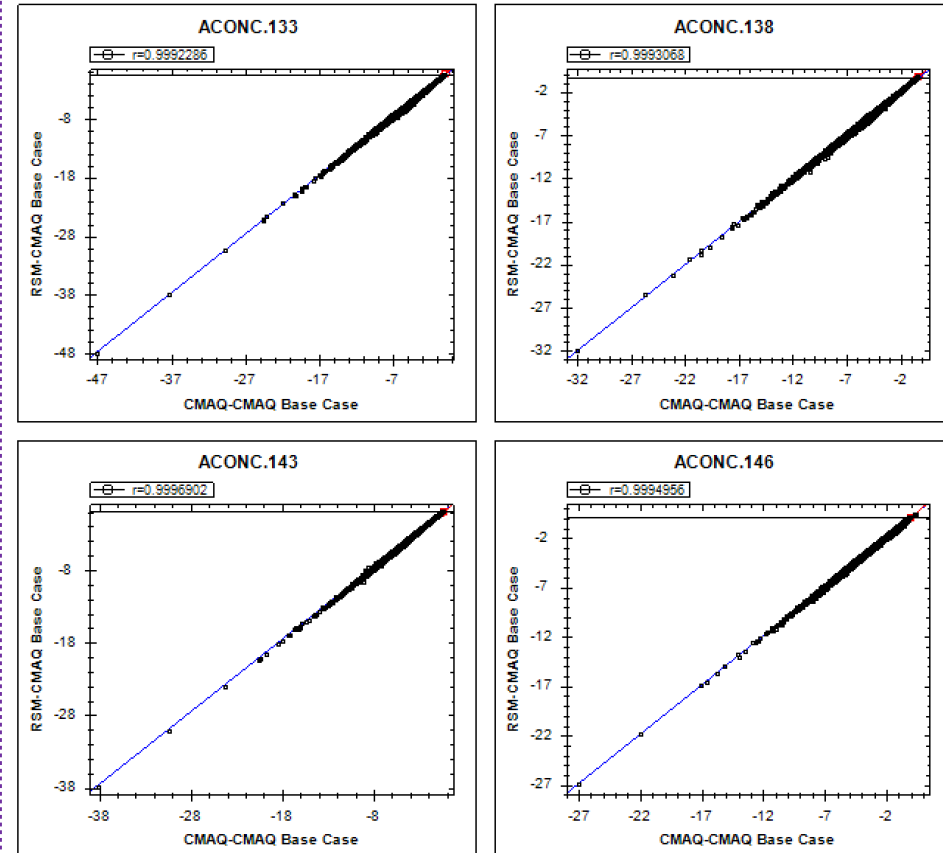 ACONC.133
r=0.9992286
-8
-18
-28
-38
-48
RSM-CMAQ Base Case
-47 -37 -27 -17 -7
CMAQ-CMAQ Base Case
ACONC.138
r=0.9993068
-2
-7
-12
-17
-22
-27
-32
RSM-CMAQ Base Case
-32 -27 -22 -17 -12 -7 -2
CMAQ-CMAQ Base Case
ACONC.143
r=0.9996902
-8
-18
-28
-38
RSM-CMAQ Base Case
-38 -28 -18 -8
CMAQ-CMAQ Base Case
ACONC.146
r=0.9994956
-2
-7
-12
-17
-22
-27
RSM-CMAQ Base Case
-27 -22 -17 -12 -7 -2
CMAQ-CMAQ Base Case